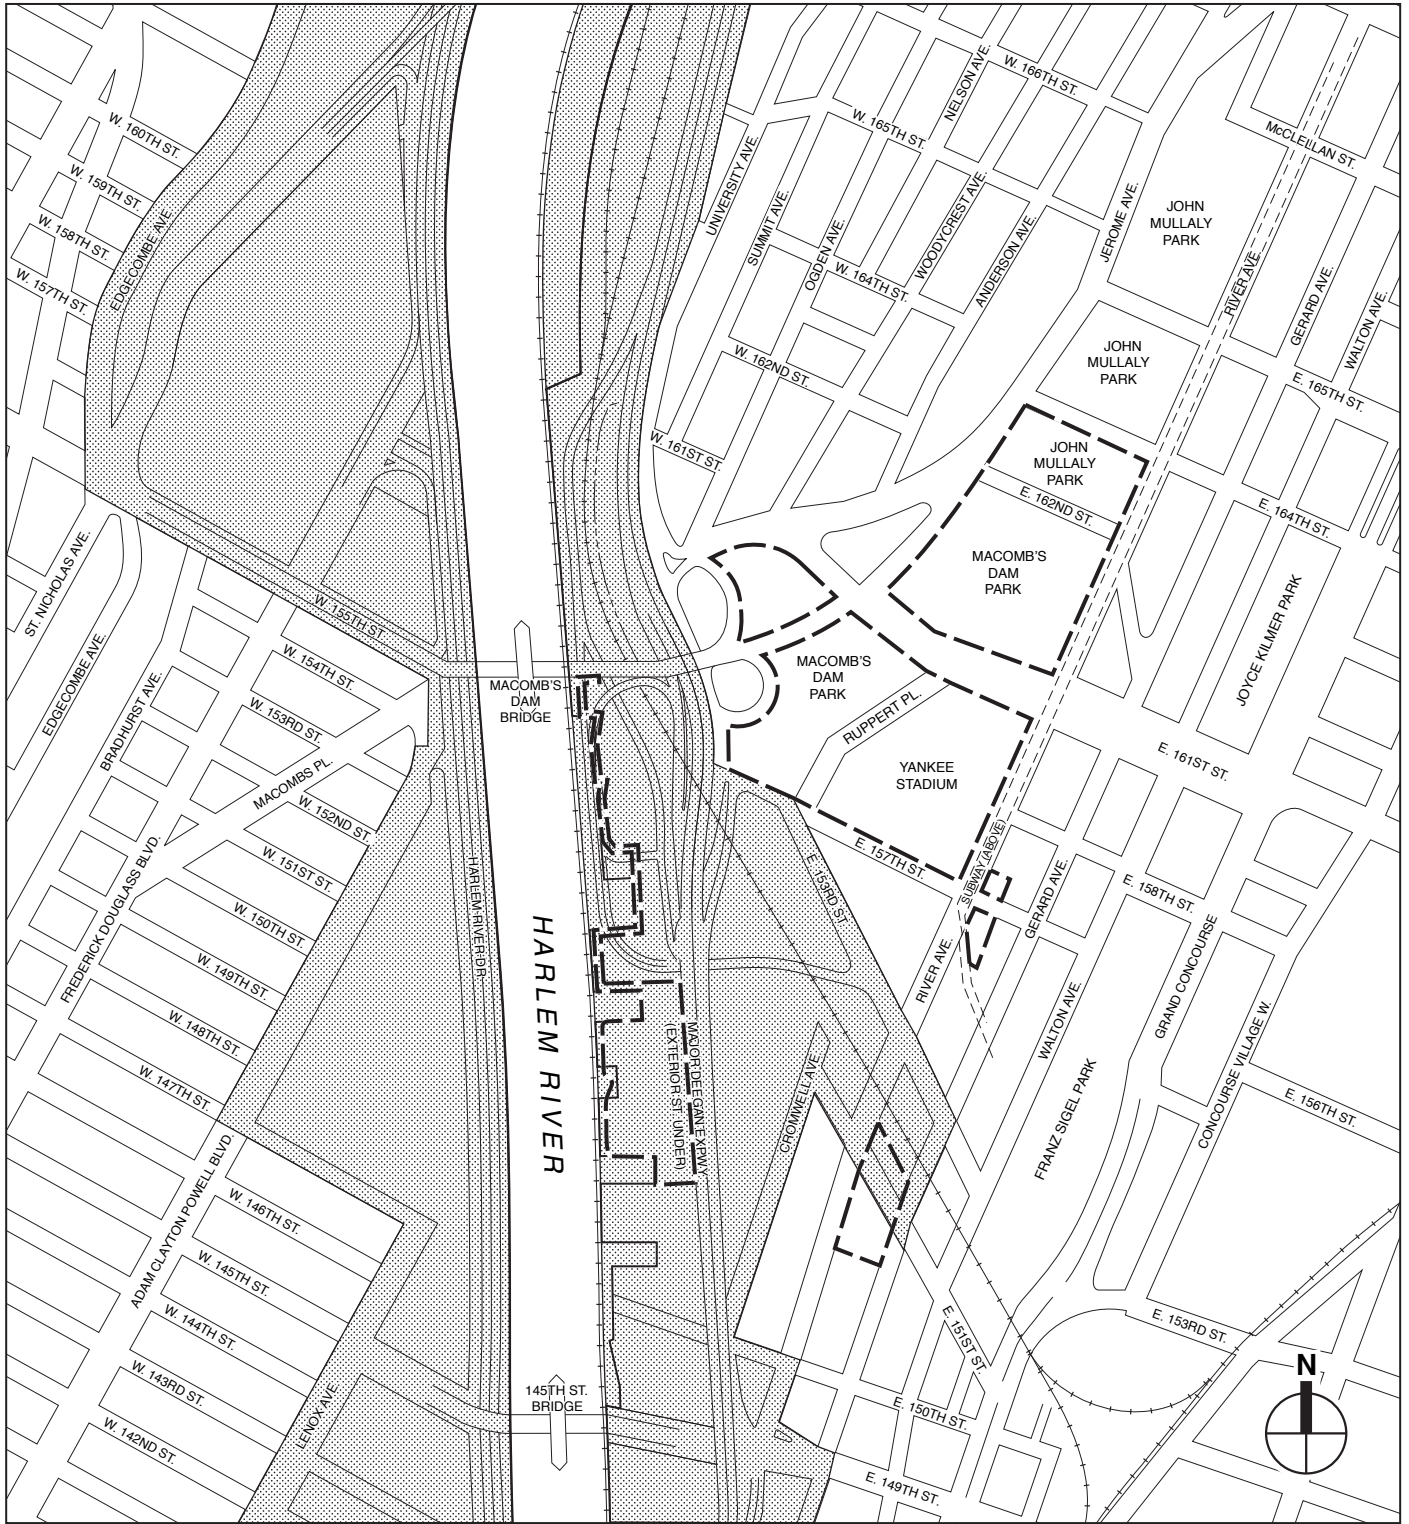 W. 160TH ST.
W. 159TH ST.
W. 158TH ST.
W. 157TH ST.
EDGECOMBE AVE.
NELSON AVE.
W. 166TH ST.
W. 165TH ST.
McCLELLAN ST.
UNIVERSITY AVE.
SUMMIT AVE.
OGDEN AVE.
WOODYCREST AVE.
ANDERSON AVE.
JEROME AVE.
JOHN
MULLALY
PARK
W. 164TH ST.
RIVER AVE.
GERARD AVE.
WALTON AVE.
W. 162ND ST.
JOHN
MULLALY
PARK
E. 165TH ST.
W. 161ST ST.
JOHN
MULLALY
PARK
E. 162ND ST.
E. 164TH ST.
MACOMB'S
DAM
PARK
JOYCE KILMER PARK
ST. NICHOLAS AVE.
EDGECOMBE AVE.
BRADHURST AVE.
W. 155TH ST
W. 154TH ST.
W. 153RD ST.
MACOMBS PL.
W. 152ND ST
W. 151ST ST.
W. 150TH ST.
W. 149TH ST.
W. 148TH ST.
W. 147TH ST.
FREDERICK DOUGLASS BLVD.
MACOMB'S
DAM
BRIDGE
MACOMB'S
DAM
PARK
RUPPERT PL.
YANKEE
STADIUM
E. 161ST ST.
SUBWAY (ABOVE)
E. 157TH ST.
E. 153RD ST.
GERARD AVE.
E. 158TH ST.
RIVER AVE.
GRAND CONCOURSE
HARLEM RIVER DR.
HARLEM RIVER
MAJOR DEEGAN EXPWY
(EXTERIOR ST. UNDER)
CROMWELL AVE.
WALTON AVE.
FRANZ SIGEL PARK
CONCOURSE VILLAGE W.
E. 156TH ST.
ADAM CLAYTON POWELL BLVD.
W. 146TH ST.
W. 145TH ST.
W. 144TH ST.
W. 143RD ST.
W. 142ND ST.
LENOX AVE.
145TH ST.
BRIDGE
E. 151ST ST.
E. 153RD ST.
E. 150TH ST.
E. 149TH ST.
N